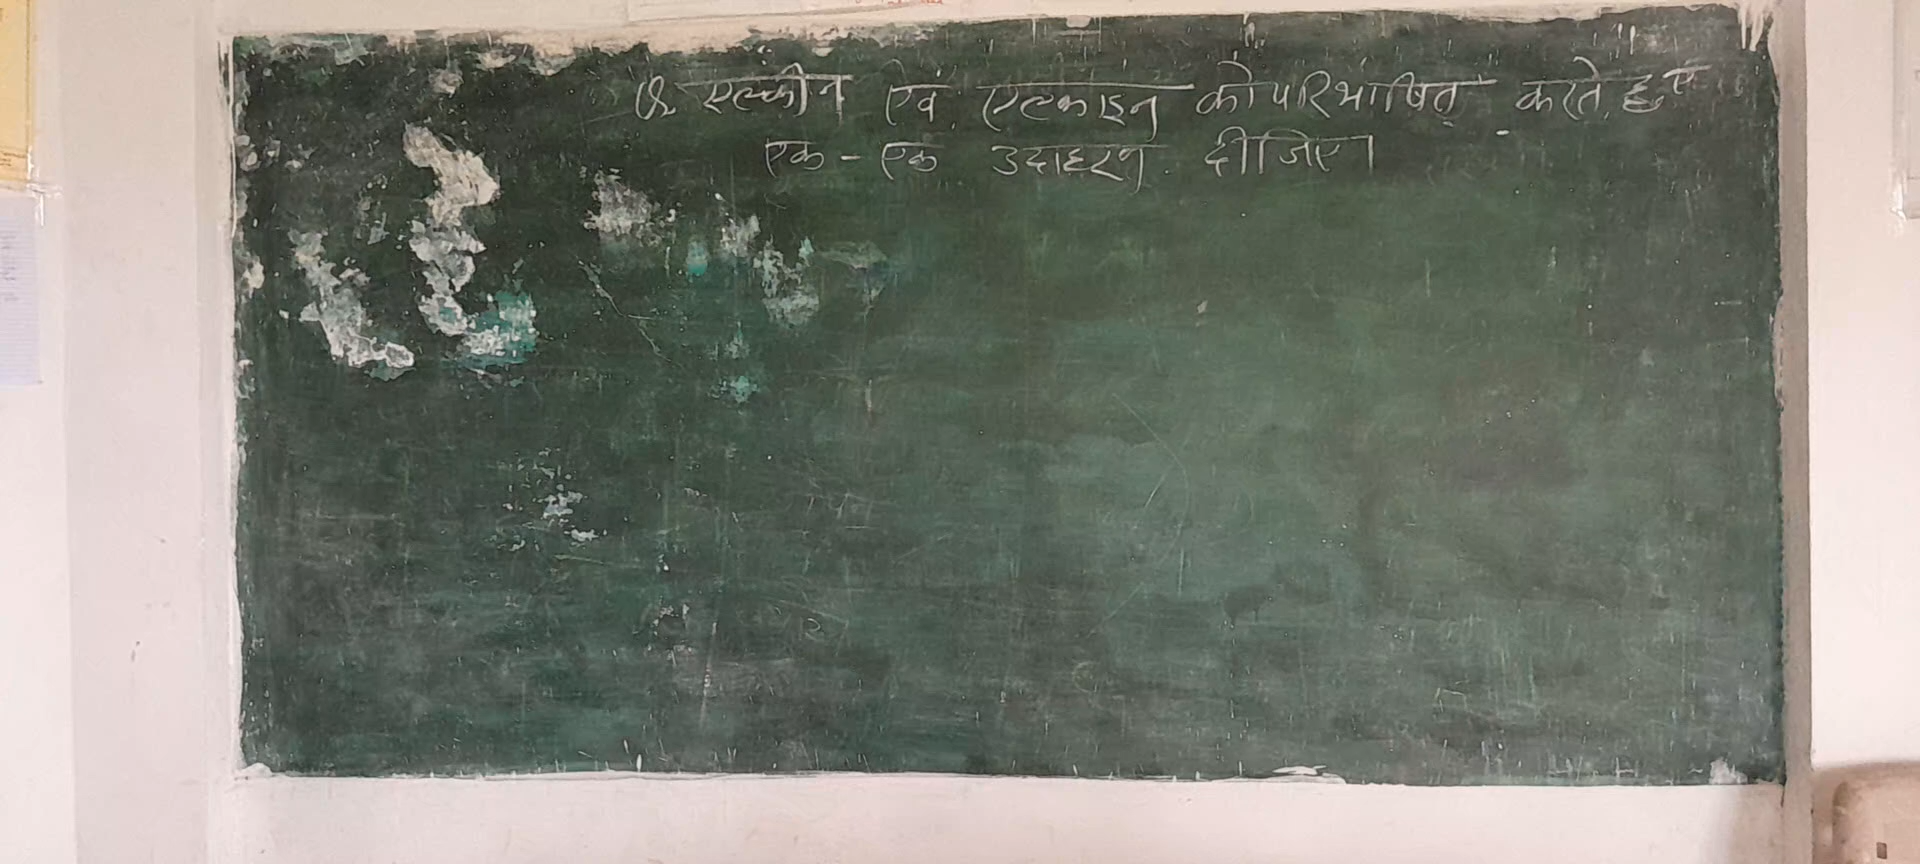 Q. एल्कीन एवं एल्काइन को परिभाषित करते हुए
एक - एक उदाहरण दीजिए।